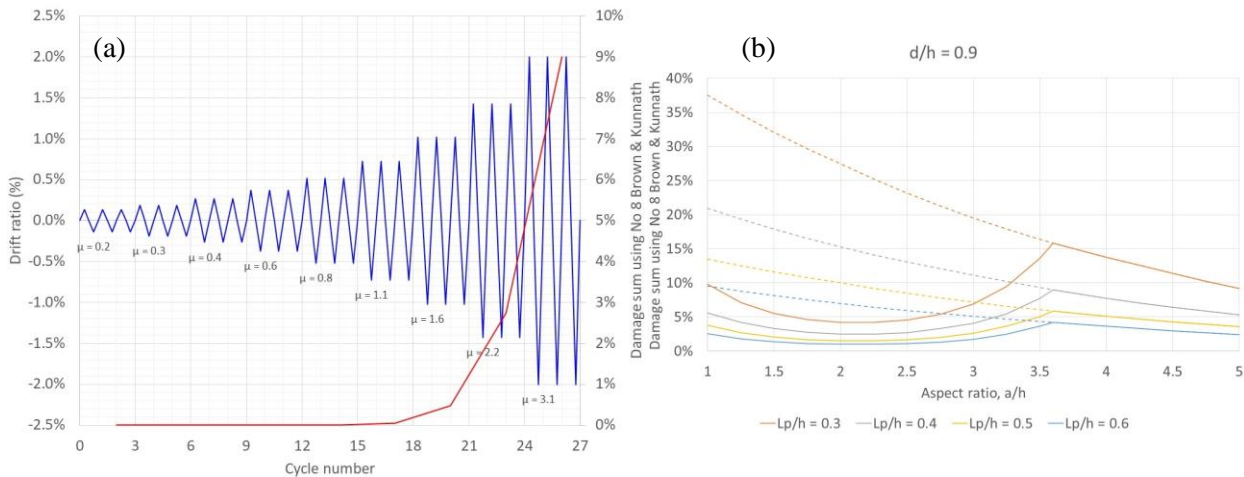 (a)
2.5%
2.0%
1.5%
1.0%
0.5%
0.0%
-0.5%
-1.0%
-1.5%
-2.0%
-2.5%
Drift ratio (%)
μ = 0.2
μ = 0.3
μ = 0.4
μ = 0.6
μ = 0.8
μ = 1.1
μ = 1.6
μ = 2.2
μ = 3.1
0 3 6 9 12 15 18 21 24 27
Cycle number
10%
9%
8%
7%
6%
5%
4%
3%
2%
1%
0%
Damage sum using No 8 Brown & Kunnath
(b)
d/h = 0.9
Damage sum using No 8 Brown & Kunnath
40%
35%
30%
25%
20%
15%
10%
5%
0%
1 1.5 2 2.5 3 3.5 4 4.5 5
Aspect ratio, a/h
Lp/h = 0.3 Lp/h = 0.4 Lp/h = 0.5 Lp/h = 0.6